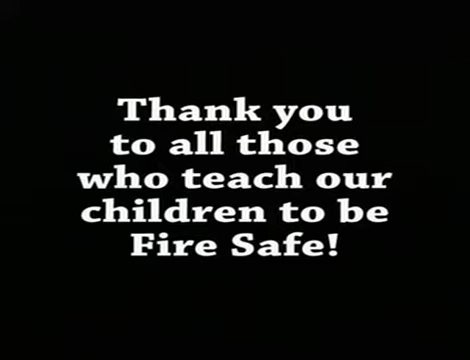 Thank you
to all those
who teach our
children to be
Fire Safe!